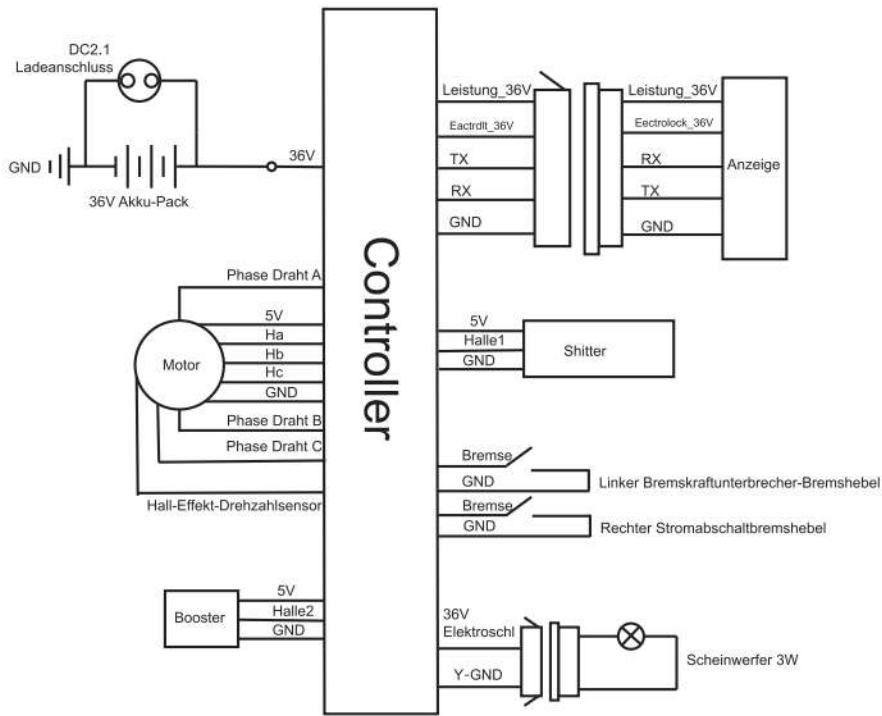 DC2.1
Ladeanschluss
GND
36V
36V Akku-Pack
Phase Draht A
5V
Ha
Motor
Hb
Hc
GND
Phase Draht B
Phase Draht C
Hall-Effekt-Drehzahlsensor
5V
Booster
Halle2
GND
Controller
Leistung_36V
Eactrdlt_36V
TX
RX
GND
Leistung_36V
Eectrolock_36V
RX
TX
GND
Anzeige
5V
Halle1
GND
Shitter
Bremse
GND
Linker Bremskraftunterbrecher-Bremshebel
Bremse
GND
Rechter Stromabschaltbremshebel
36V
Elektroschl
Y-GND
Scheinwerfer 3W